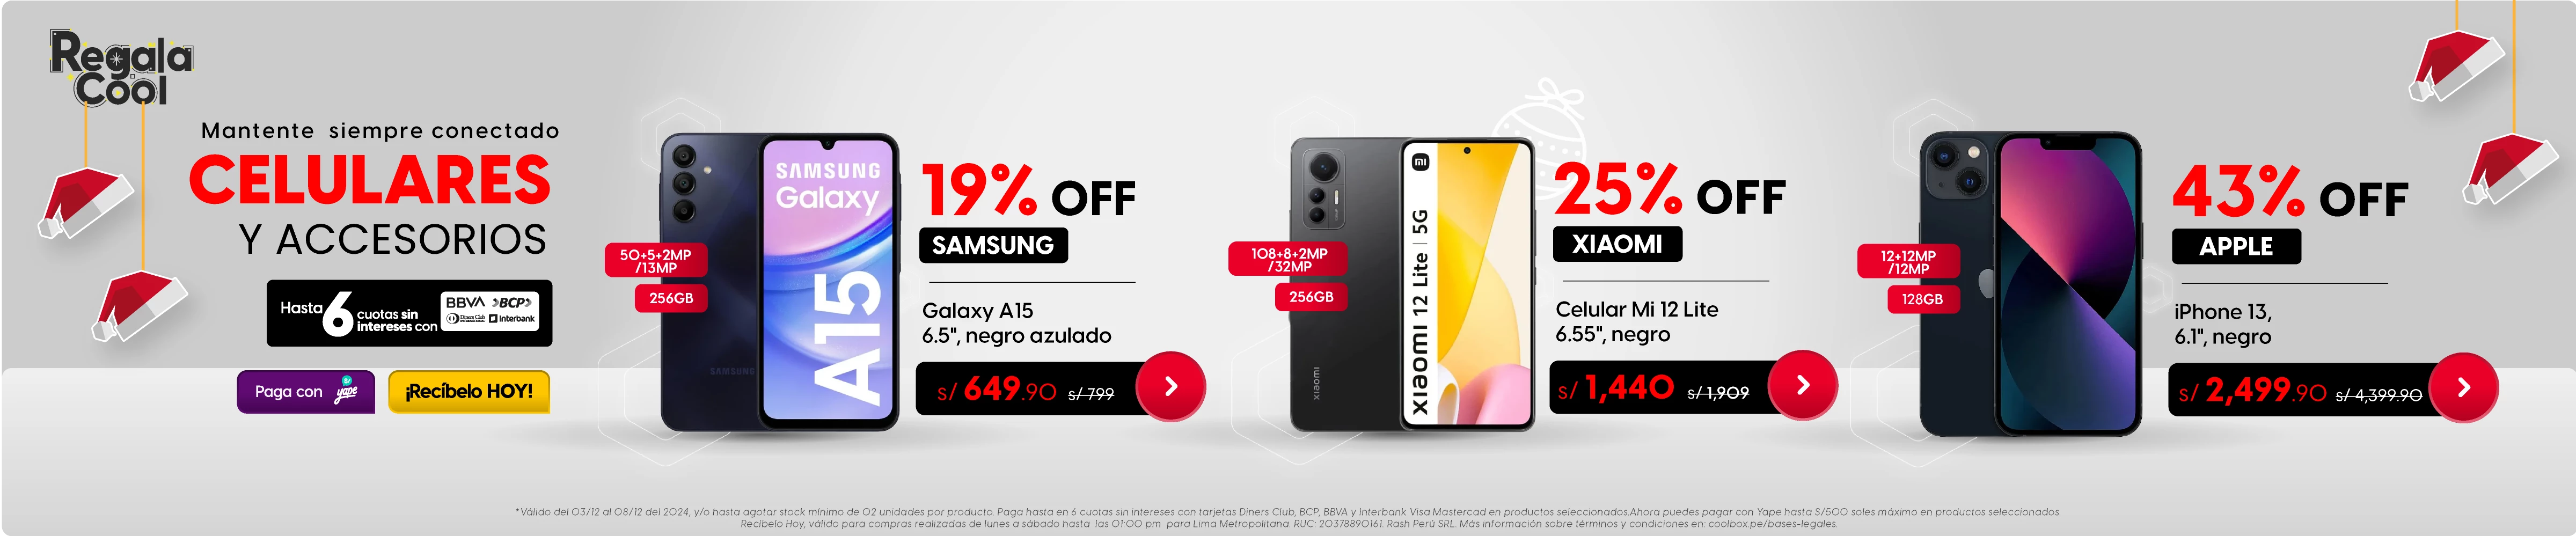 Regala
Cool
Mantente siempre conectado
CELULARES
Y ACCESORIOS
Hasta 6 cuotas sin
intereses con
BBVA BCP
Diners Club Interbank
Paga con yape
¡Recíbelo HOY!
SAMSUNG
Galaxy
A15
SAMSUNG
50+5+2MP
/13MP
256GB
19% OFF
SAMSUNG
Galaxy A15
6.5", negro azulado
s/ 649.90 s/ 799
xiaomi
Xiaomi 12 Lite | 5G
108+8+2MP
/32MP
256GB
25% OFF
XIAOMI
Celular Mi 12 Lite
6.55", negro
s/ 1,440 s/ 1,909
12+12MP
/12MP
128GB
43% OFF
APPLE
iPhone 13,
6.1", negro
s/ 2,499.90 s/ 4,399.90
*Válido del 03/12 al 08/12 del 2024, y/o hasta agotar stock mínimo de 02 unidades por producto. Paga hasta en 6 cuotas sin intereses con tarjetas Diners Club, BCP, BBVA y Interbank Visa Mastercad en productos seleccionados.Ahora puedes pagar con Yape hasta S/500 soles máximo en productos seleccionados.
Recíbelo Hoy, válido para compras realizadas de lunes a sábado hasta las 01:00 pm para Lima Metropolitana. RUC: 20378890161. Rash Perú SRL. Más información sobre términos y condiciones en: coolbox.pe/bases-legales.